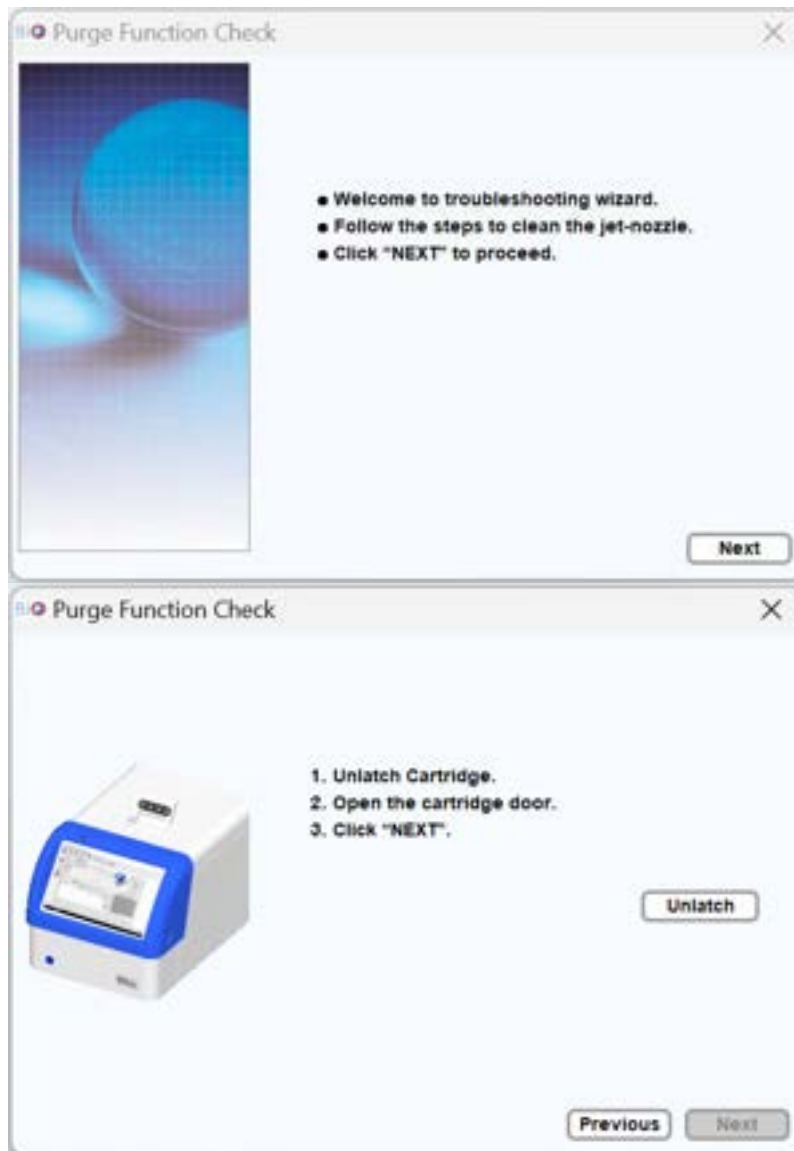 Purge Function Check
• Welcome to troubleshooting wizard.
• Follow the steps to clean the jet-nozzle.
• Click “NEXT” to proceed.
Next
Purge Function Check
1. Unlatch Cartridge.
2. Open the cartridge door.
3. Click “NEXT”.
Unlatch
Previous
Next